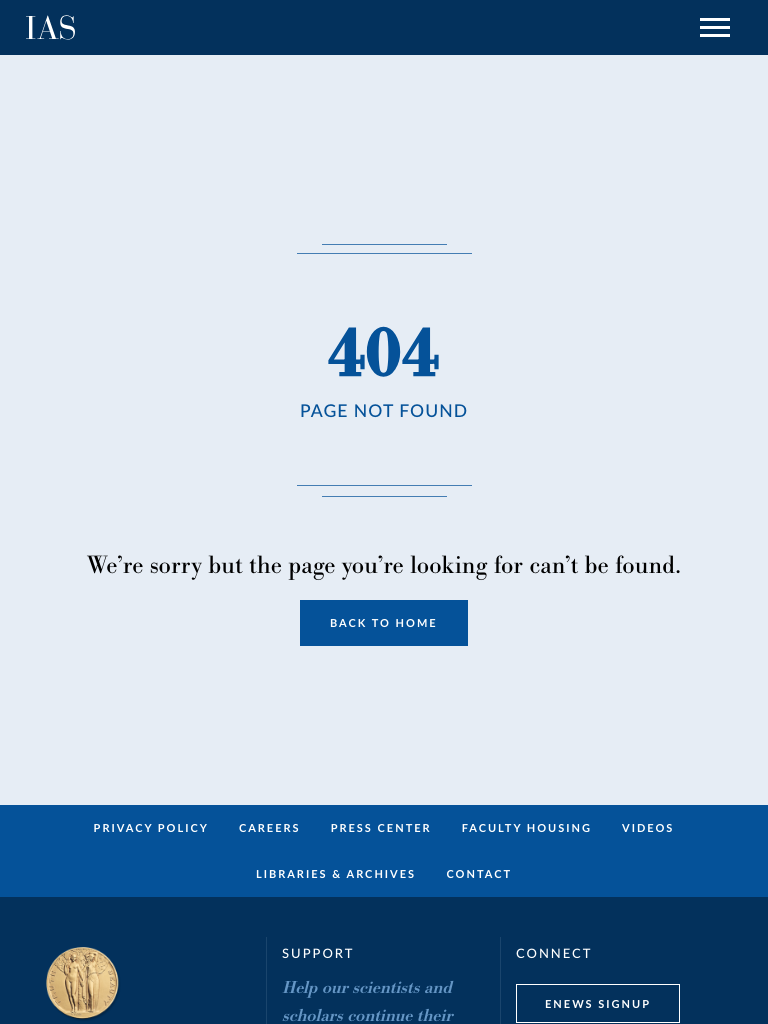 IAS
404
PAGE NOT FOUND
We’re sorry but the page you’re looking for can’t be found.
BACK TO HOME
PRIVACY POLICY CAREERS PRESS CENTER FACULTY HOUSING VIDEOS
LIBRARIES & ARCHIVES CONTACT
SUPPORT
Help our scientists and
scholars continue their
CONNECT
ENEWS SIGNUP